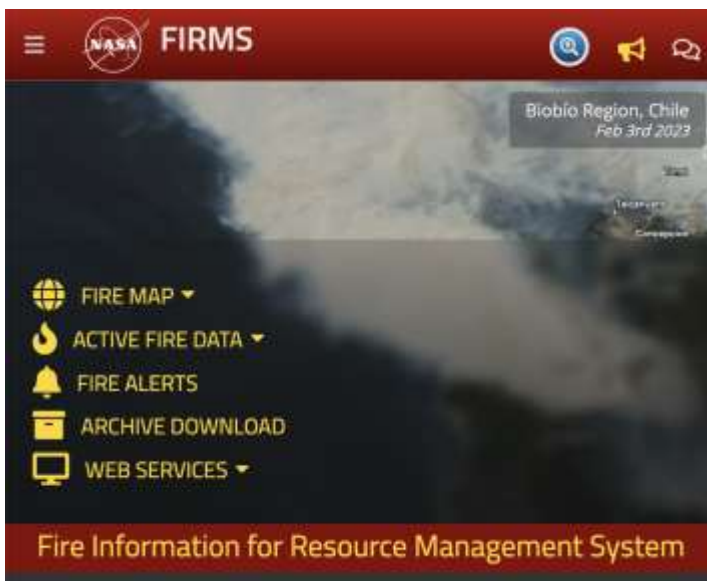 NASA
FIRMS
Biobío Region, Chile
Feb 3rd 2023
FIRE MAP
ACTIVE FIRE DATA
FIRE ALERTS
ARCHIVE DOWNLOAD
WEB SERVICES
Fire Information for Resource Management System